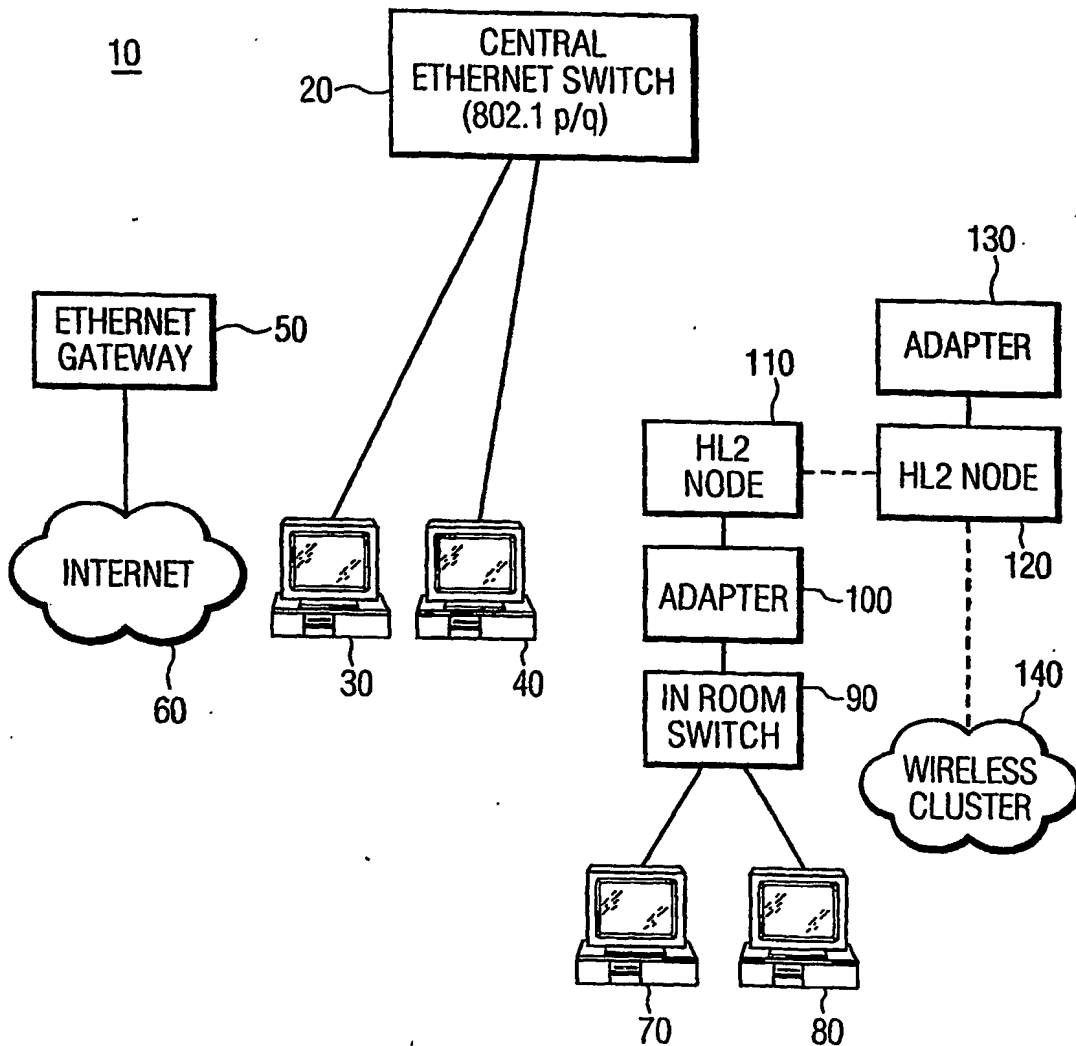 10
20
CENTRAL
ETHERNET SWITCH
(802.1 p/q)
130
ETHERNET
GATEWAY
50
ADAPTER
110
HL2
NODE
HL2 NODE
120
INTERNET
60
30
40
ADAPTER
100
IN ROOM
SWITCH
90
140
WIRELESS
CLUSTER
70
80